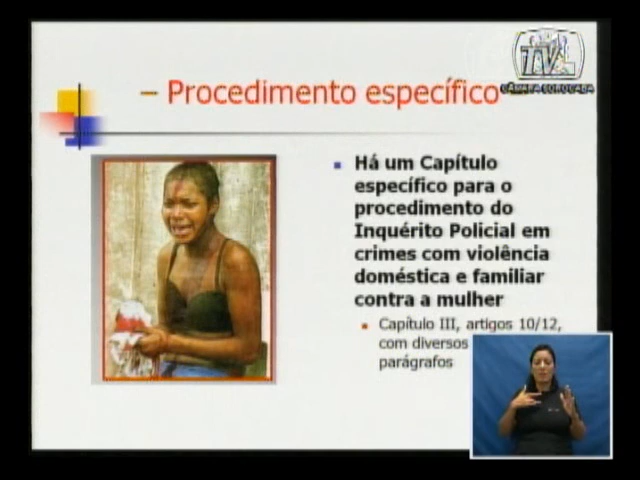 TVL
CÂMARA SOROCABA
– Procedimento específico –
Há um Capítulo
específico para o
procedimento do
Inquérito Policial em
crimes com violência
doméstica e familiar
contra a mulher
Capítulo III, artigos 10/12,
com diversos
parágrafos